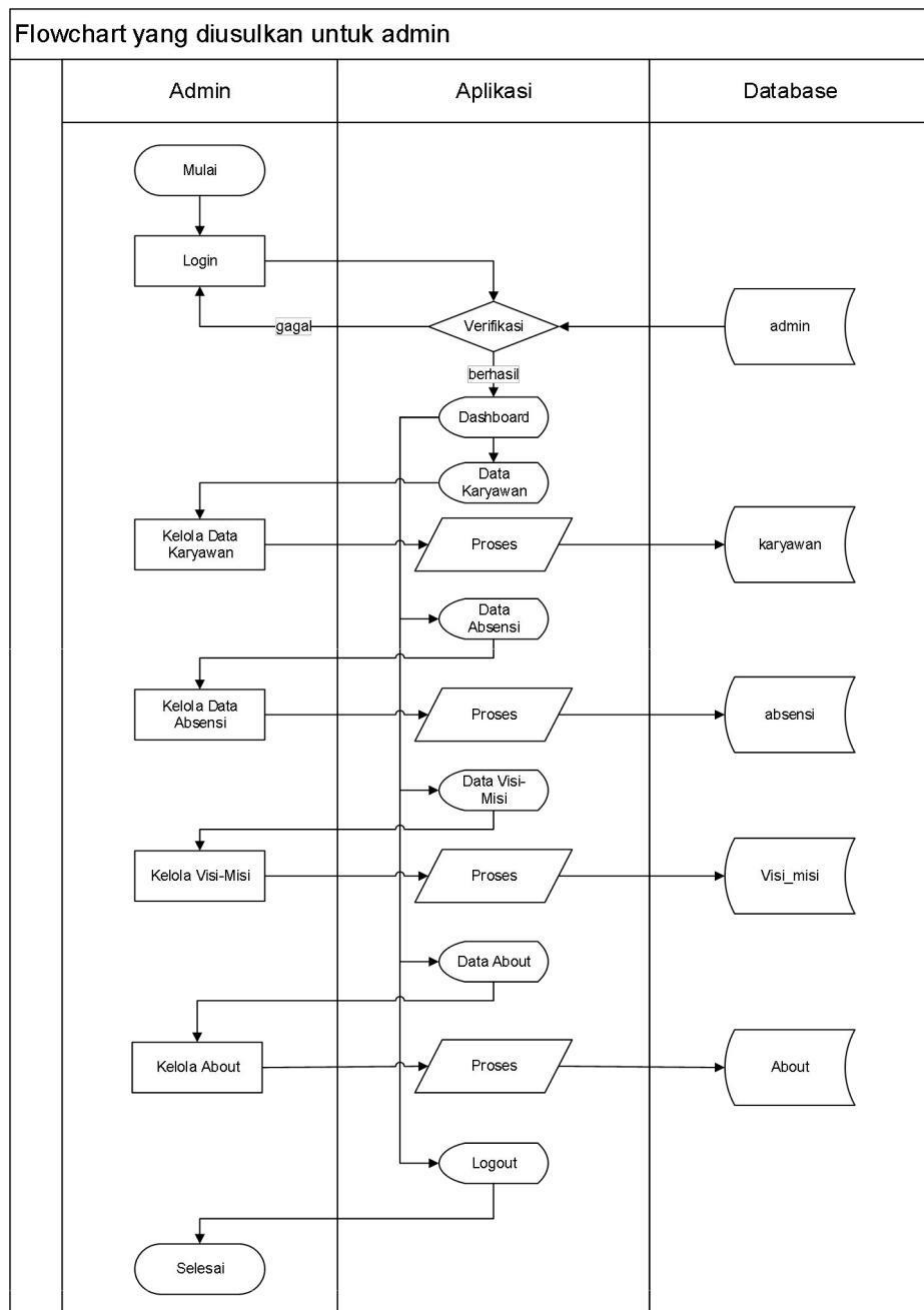 Flowchart yang diusulkan untuk admin
Admin
Aplikasi
Database
Mulai
Login
gagal
Verifikasi
admin
berhasil
Dashboard
Data
Karyawan
Kelola Data
Karyawan
Proses
karyawan
Data
Absensi
Kelola Data
Absensi
Proses
absensi
Data Visi-
Misi
Kelola Visi-Misi
Proses
Visi_misi
Data About
Kelola About
Proses
About
Logout
Selesai